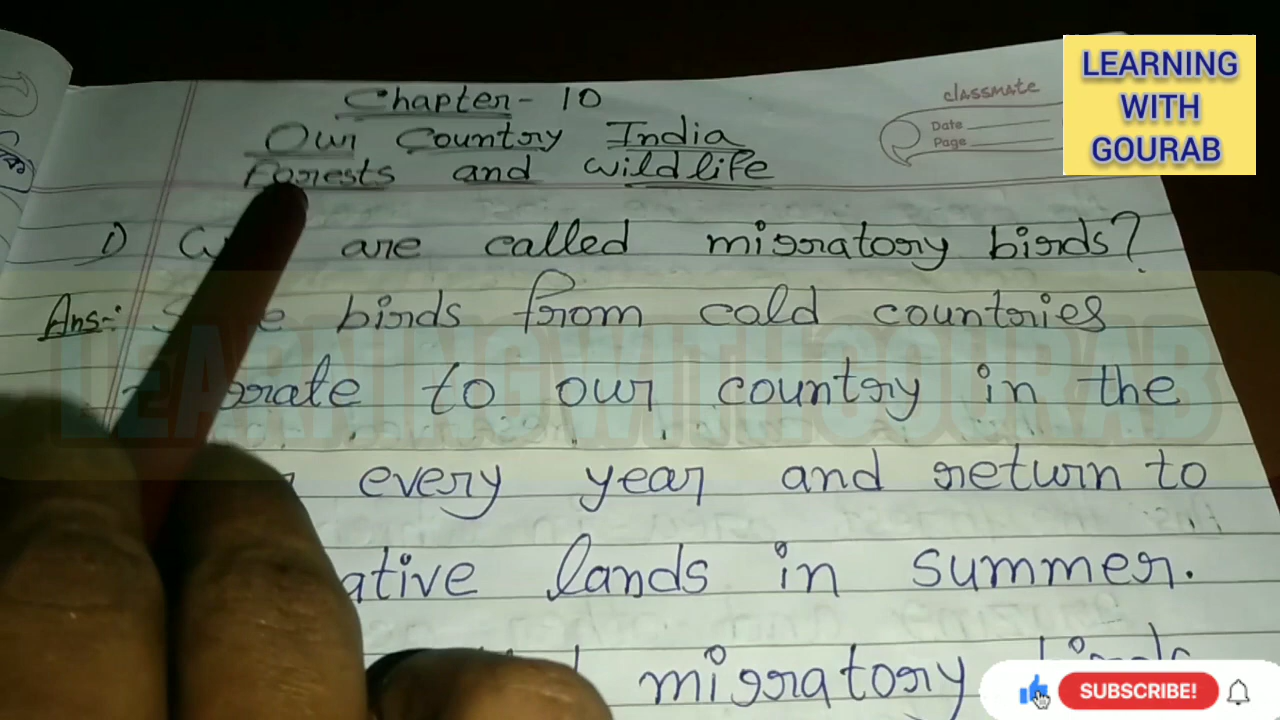 Chapter - 10
Our Country India
Forests and Wildlife
classmate
Date
Page
LEARNING
WITH
GOURAB
1) are called migratory birds?
Ans-: birds from cold countries
to our country in the
every year and return to
lands in summer.
migratory
LEARNINGWITHGOURAB
SUBSCRIBE!